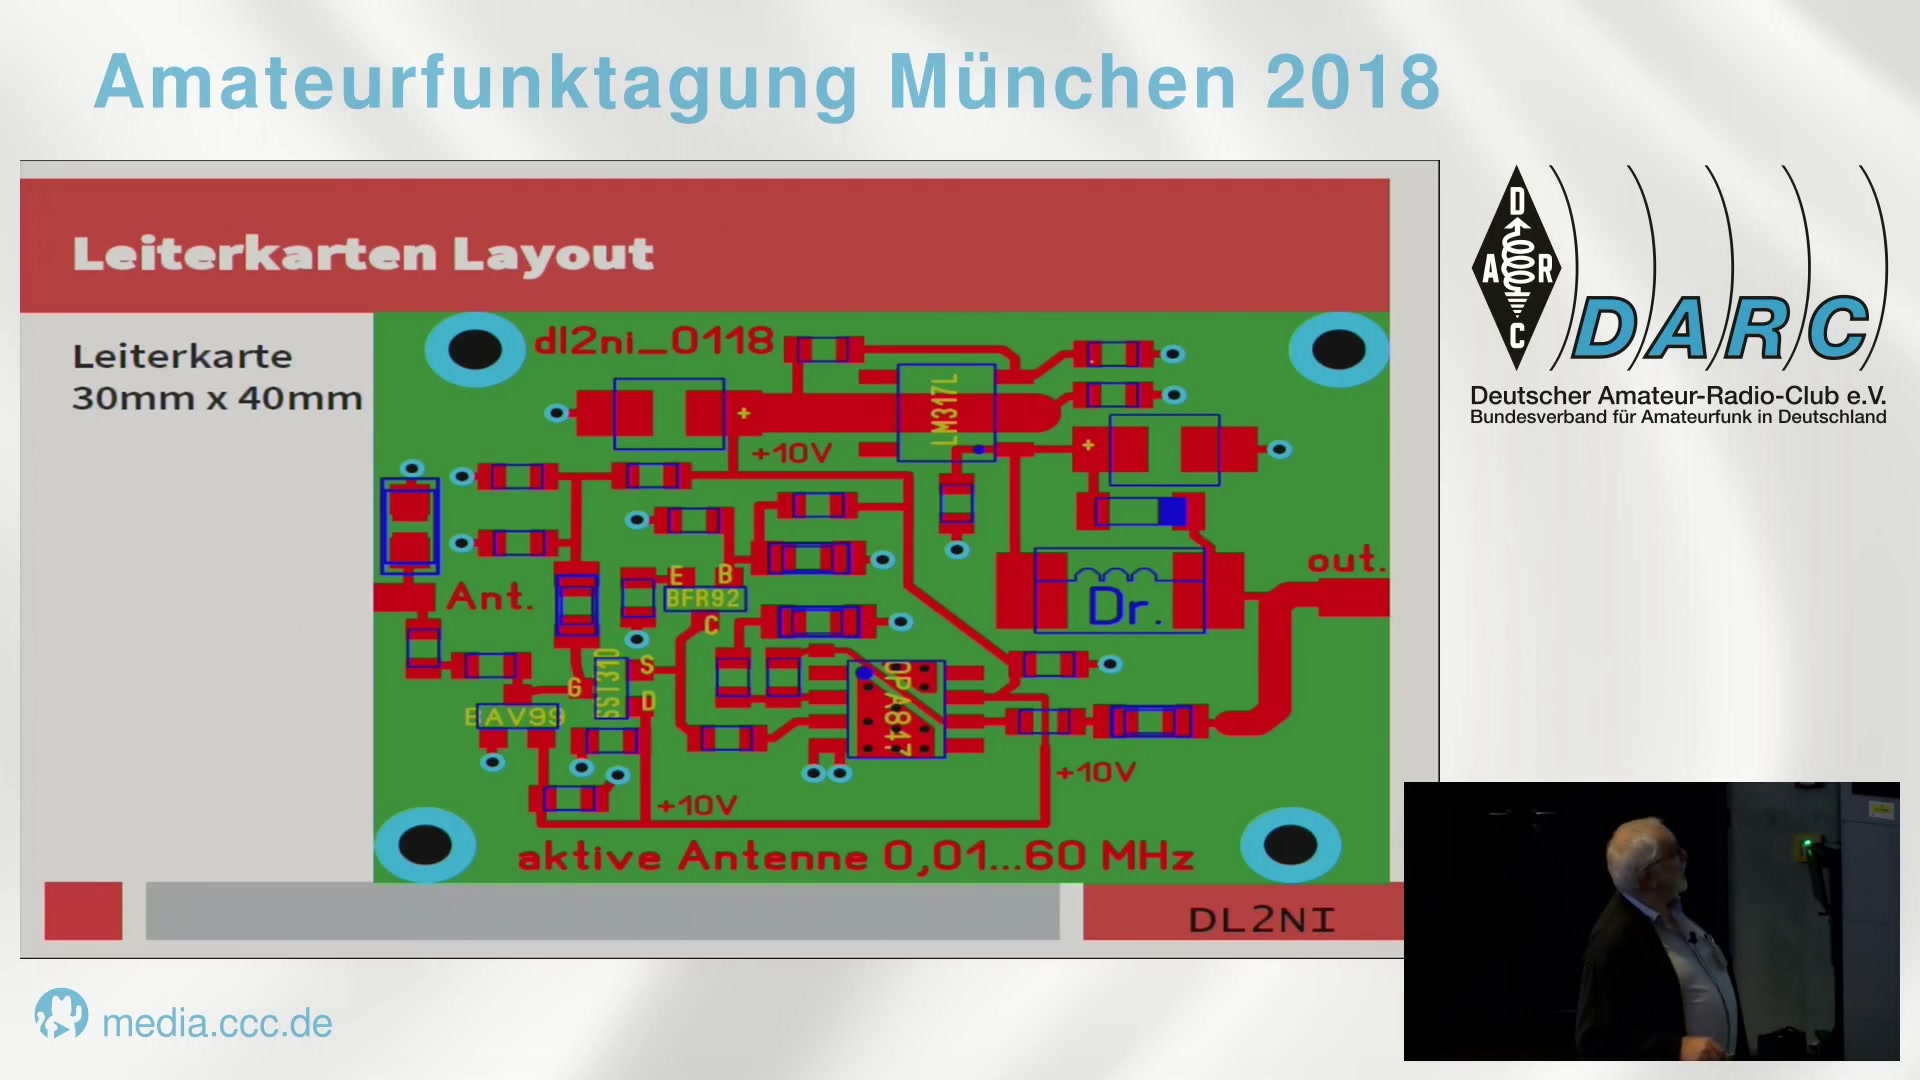 Amateurfunktagung München 2018
Leiterkarten Layout
Leiterkarte
30mm x 40mm
dl2ni_0118
LM317L
+
+10V
+
out.
Ant.
E B
BFR92
C
Dr.
G
SST310
S
D
BAV99
OPA847
+10V
+10V
aktive Antenne 0,01...60 MHz
DL2NI
D
A R
C
DARC
Deutscher Amateur-Radio-Club e.V.
Bundesverband für Amateurfunk in Deutschland
media.ccc.de